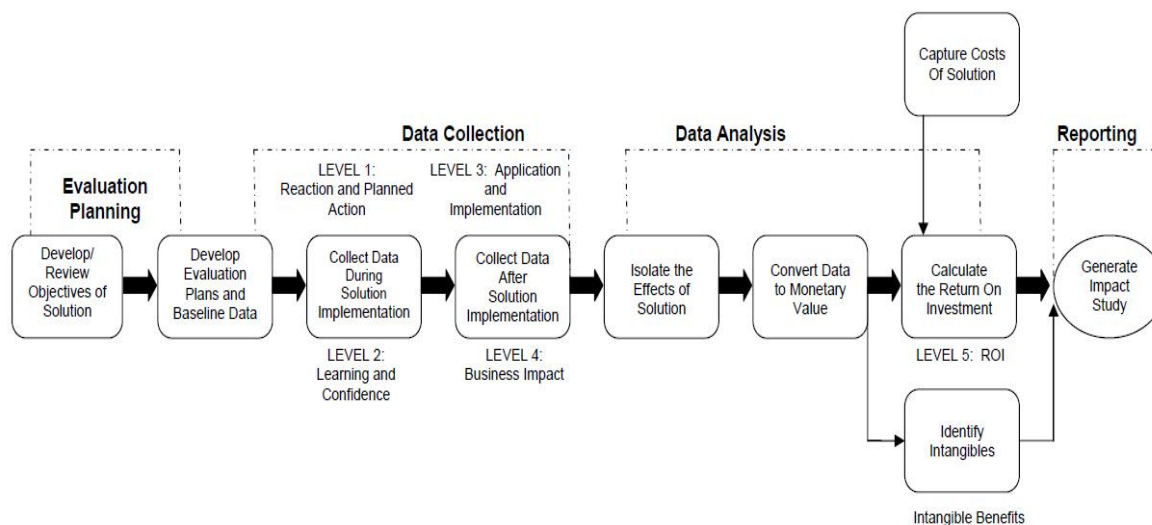 Capture Costs
Of Solution
Data Collection
Data Analysis
Reporting
Evaluation
Planning
LEVEL 1:
Reaction and Planned
Action
LEVEL 3: Application
and
Implementation
Develop/
Review
Objectives of
Solution
Develop
Evaluation
Plans and
Baseline Data
Collect Data
During
Solution
Implementation
Collect Data
After
Solution
Implementation
Isolate the
Effects of
Solution
Convert Data
to Monetary
Value
Calculate
the Return On
Investment
Generate
Impact
Study
LEVEL 2:
Learning and
Confidence
LEVEL 4:
Business Impact
LEVEL 5: ROI
Identify
Intangibles
Intangible Benefits